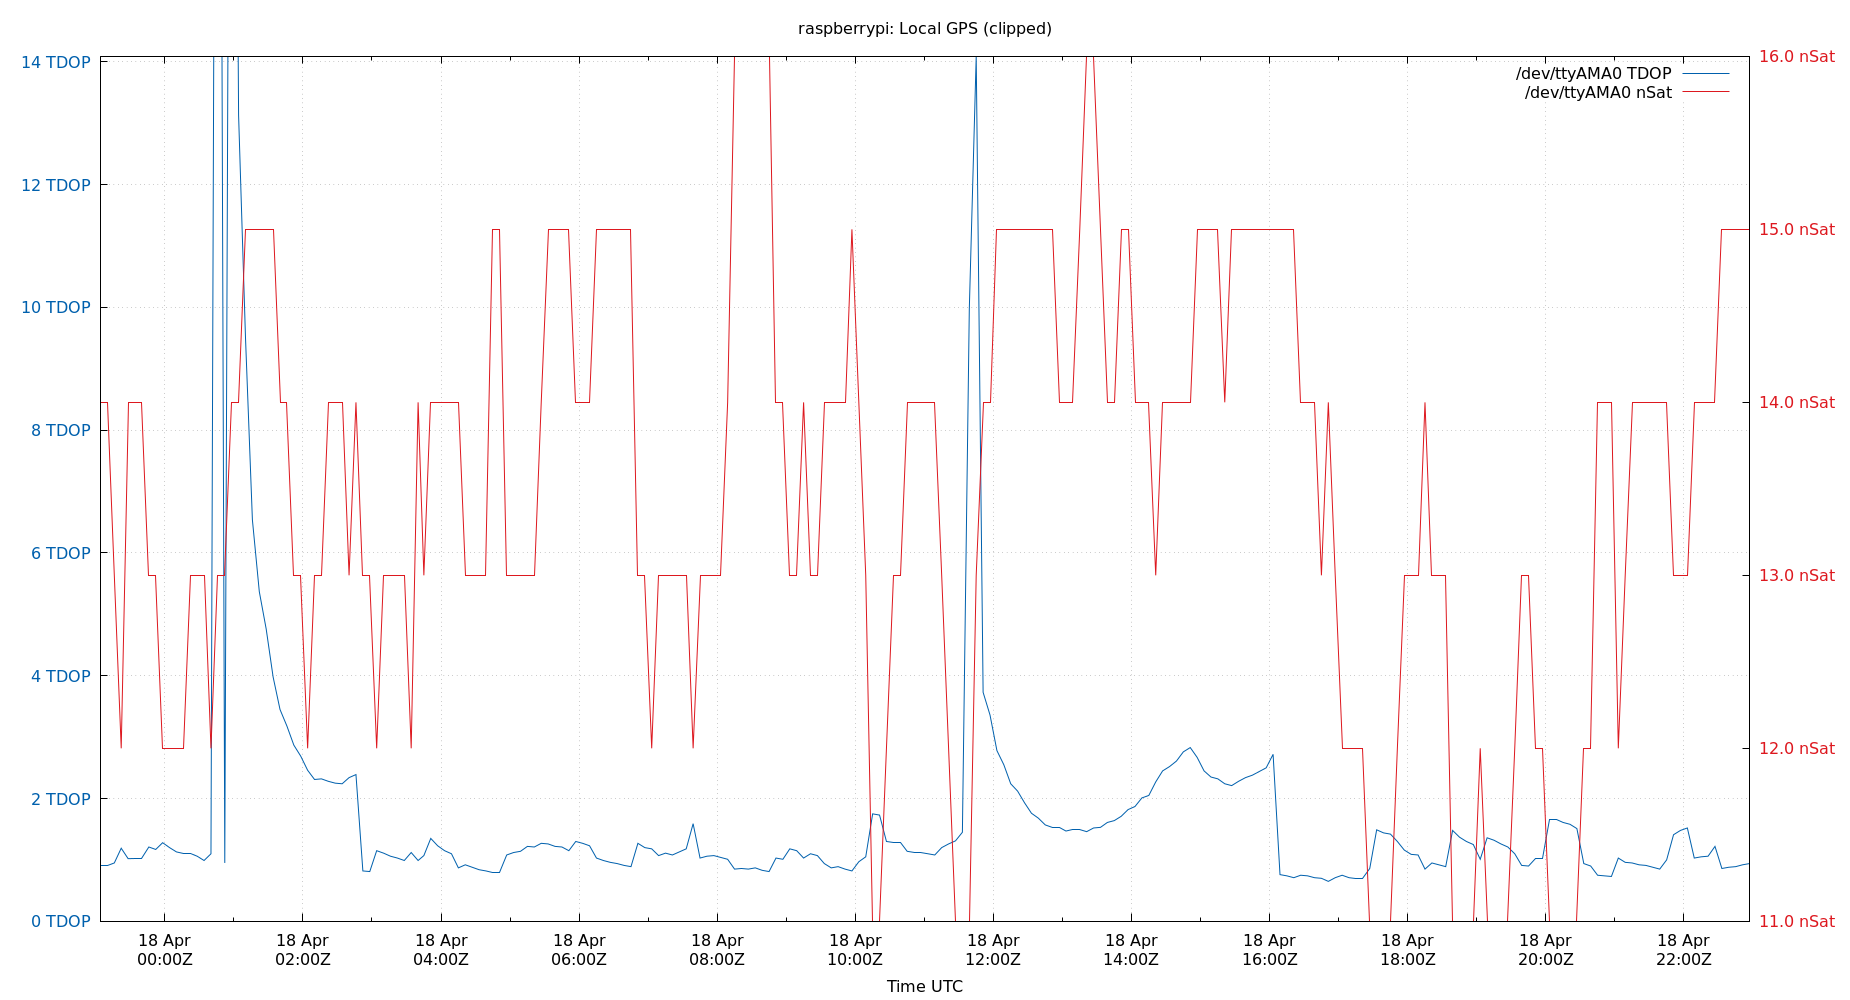 raspberrypi: Local GPS (clipped)
14 TDOP
12 TDOP
10 TDOP
8 TDOP
6 TDOP
4 TDOP
2 TDOP
0 TDOP
16.0 nSat
15.0 nSat
14.0 nSat
13.0 nSat
12.0 nSat
11.0 nSat
/dev/ttyAMA0 TDOP
/dev/ttyAMA0 nSat
18 Apr
00:00Z
18 Apr
02:00Z
18 Apr
04:00Z
18 Apr
06:00Z
18 Apr
08:00Z
18 Apr
10:00Z
18 Apr
12:00Z
18 Apr
14:00Z
18 Apr
16:00Z
18 Apr
18:00Z
18 Apr
20:00Z
18 Apr
22:00Z
Time UTC